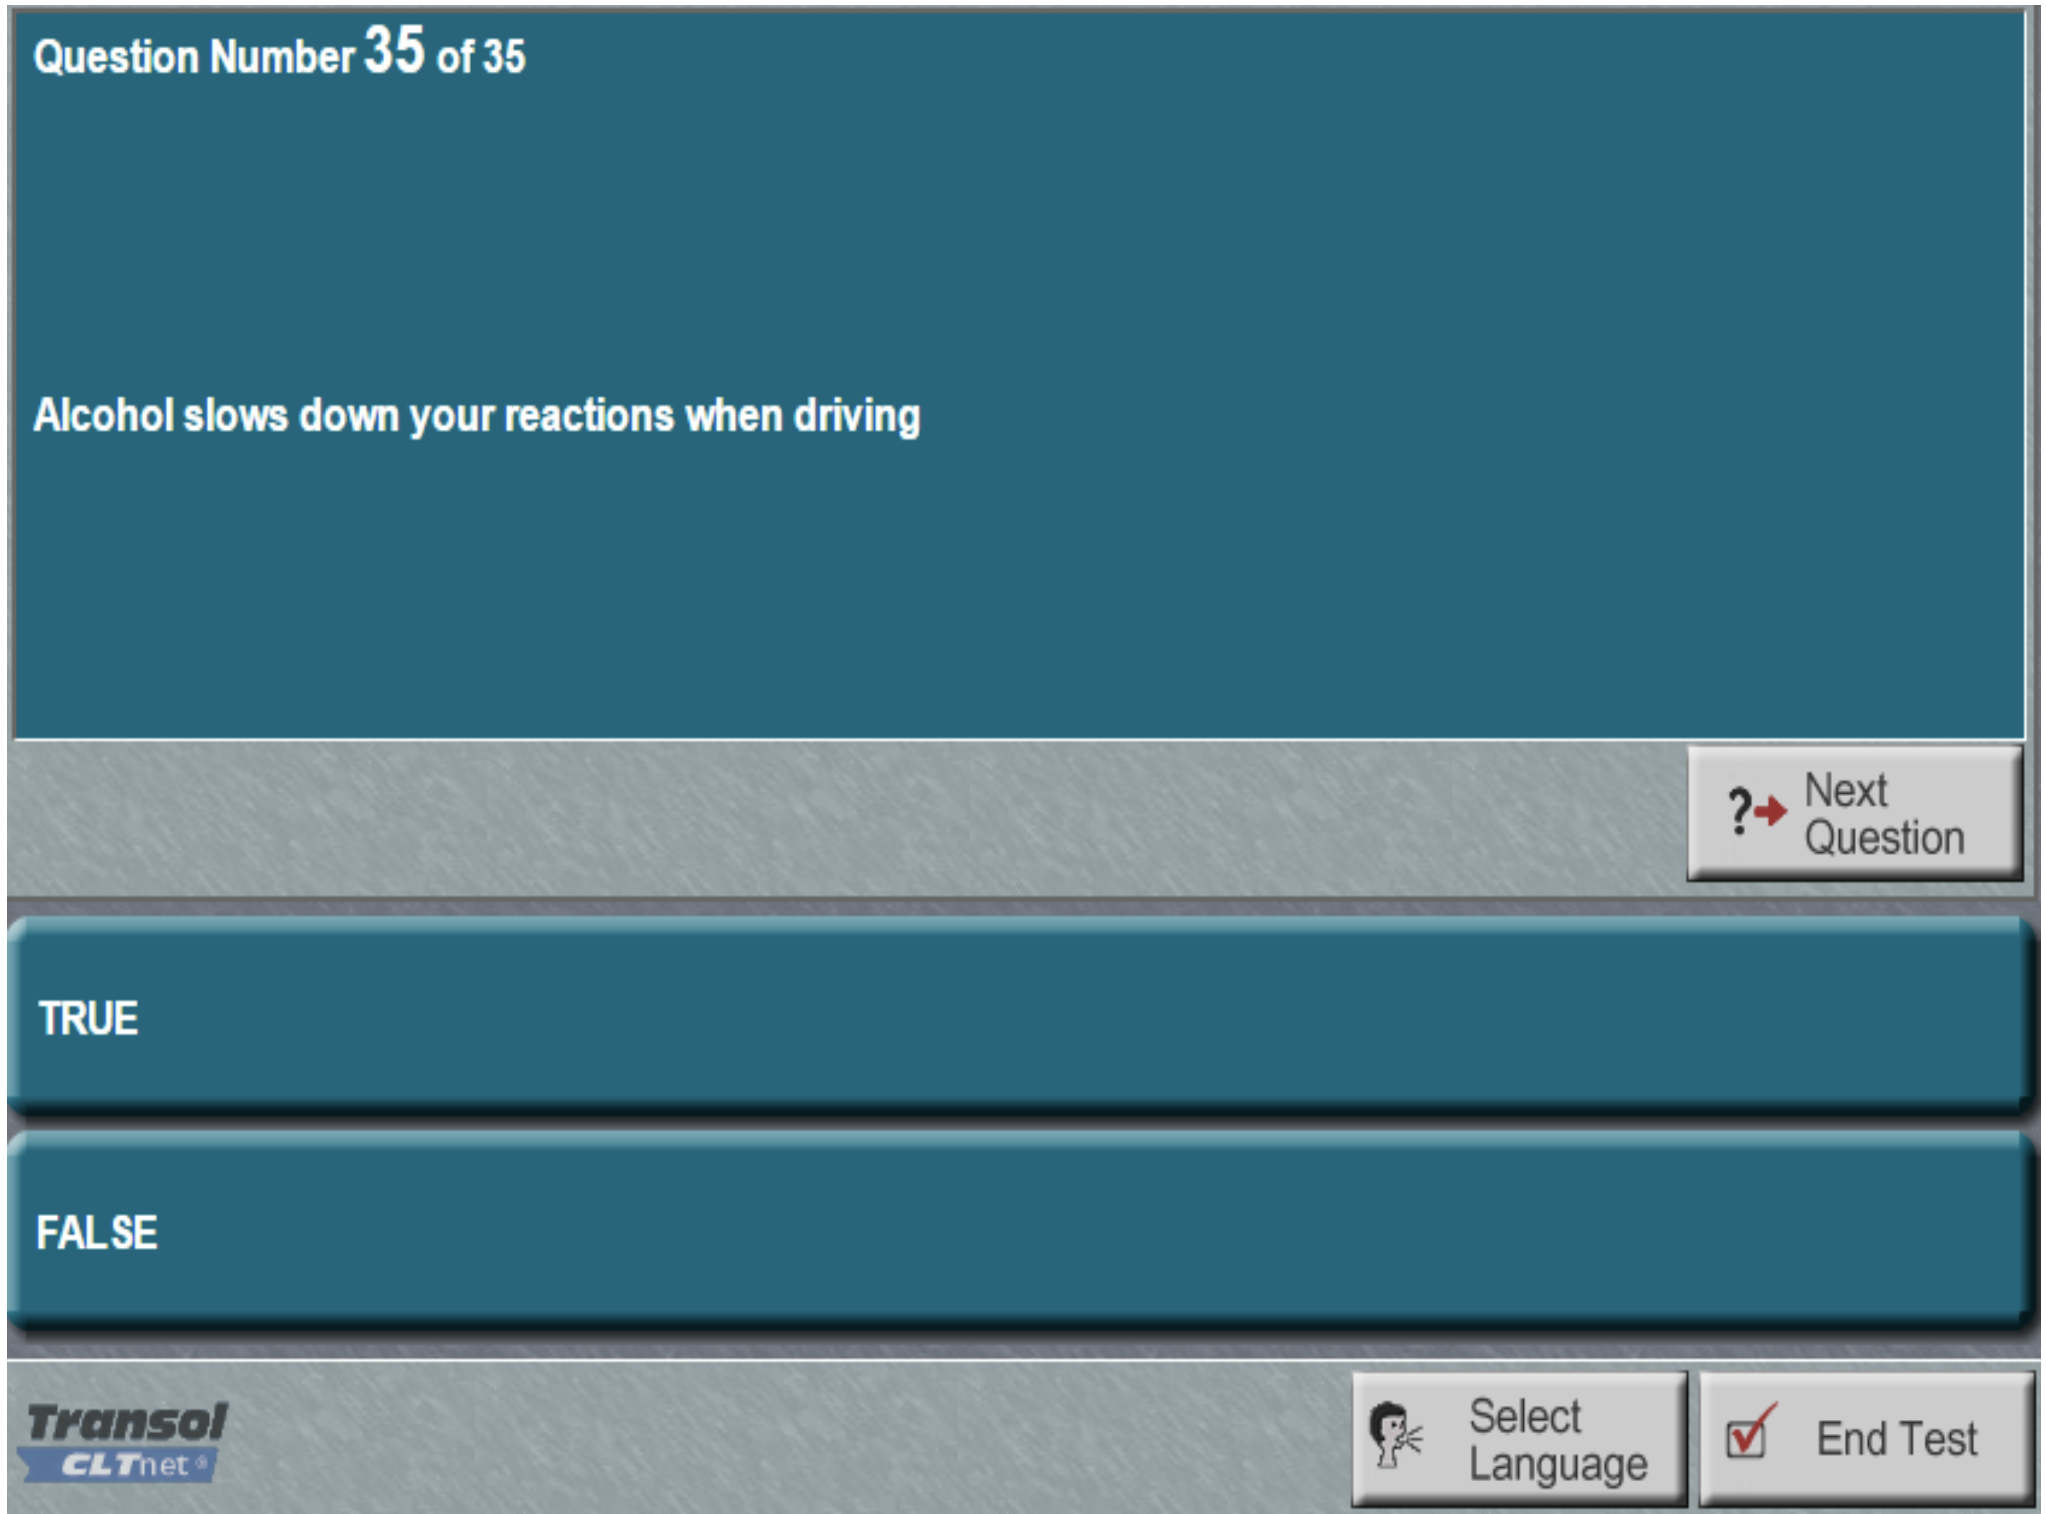 Question Number 35 of 35
Alcohol slows down your reactions when driving
?
Next
Question
TRUE
FALSE
Transol
CLTnet ®
Select
Language
End Test